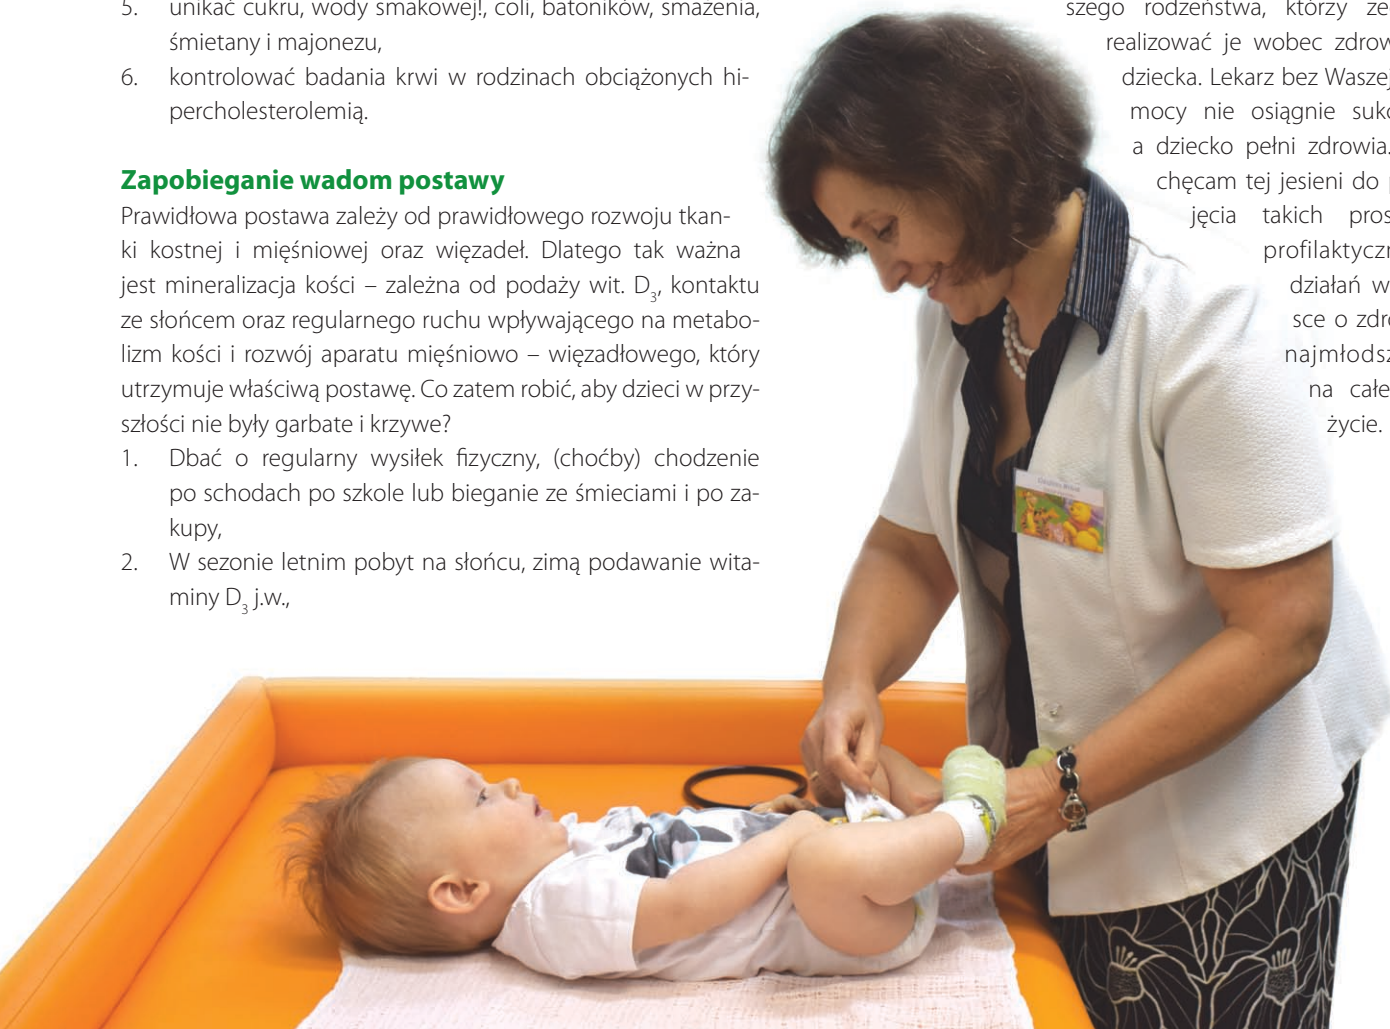 5. unikać cukru, wody smakowej!, coli, batoników, smażenia,
śmietany i majonezu,
6. kontrolować badania krwi w rodzinach obciążonych hi-
percholesterolemią.
Zapobieganie wadom postawy
Prawidłowa postawa zależy od prawidłowego rozwoju tkan-
ki kostnej i mięśniowej oraz więzadeł. Dlatego tak ważna
jest mineralizacja kości – zależna od podaży wit. D₃, kontaktu
ze słońcem oraz regularnego ruchu wpływającego na metabo-
lizm kości i rozwój aparatu mięśniowo – więzadłowego, który
utrzymuje właściwą postawę. Co zatem robić, aby dzieci w przy-
szłości nie były garbate i krzywe?
1. Dbać o regularny wysiłek fizyczny, (choćby) chodzenie
po schodach po szkole lub bieganie ze śmieciami i po za-
kupy,
2. W sezonie letnim pobyt na słońcu, zimą podawanie wita-
miny D₃ j.w.,
szego rodzeństwa, którzy ze
realizować je wobec zdrow
dziecka. Lekarz bez Waszej
mocy nie osiągnie suk
a dziecko pełni zdrowia.
chęcam tej jesieni do
jęcia takich pros
profilaktyczn
działań w
sce o zdr
najmłodsz
na całe
życie.